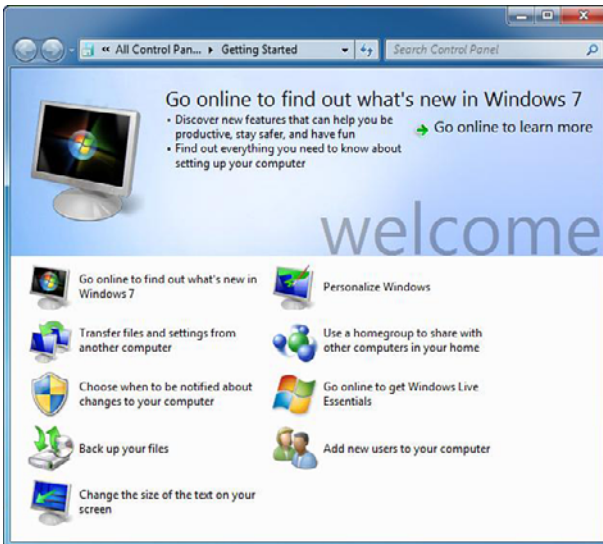 « All Control Pan... ▸ Getting Started
Search Control Panel
Go online to find out what's new in Windows 7
• Discover new features that can help you be
productive, stay safer, and have fun
• Find out everything you need to know about
setting up your computer
Go online to learn more
welcome
Go online to find out what's new in
Windows 7
Personalize Windows
Transfer files and settings from
another computer
Use a homegroup to share with
other computers in your home
Choose when to be notified about
changes to your computer
Go online to get Windows Live
Essentials
Back up your files
Add new users to your computer
Change the size of the text on your
screen